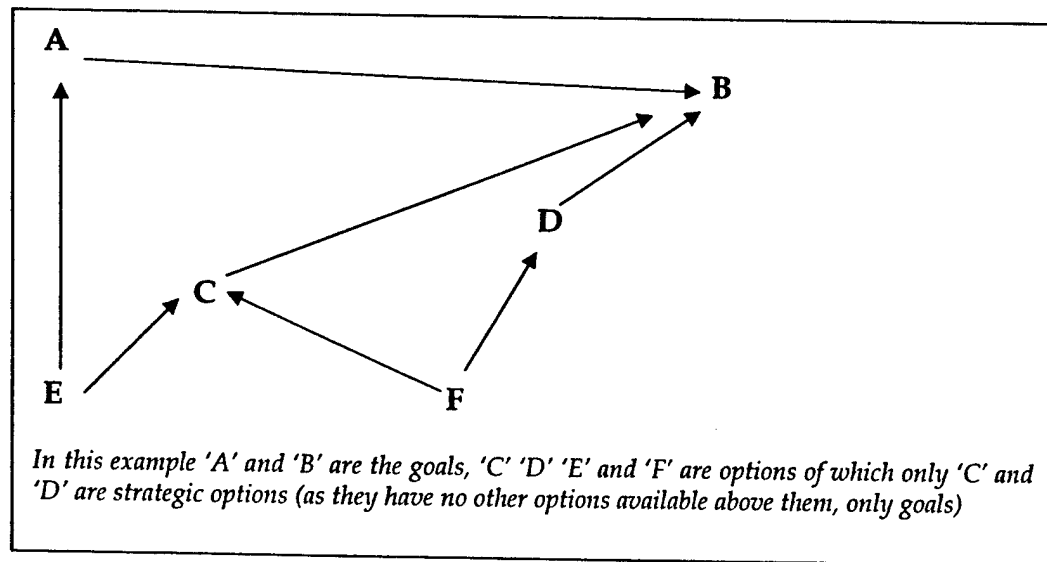 A
B
D
C
E
F
In this example 'A' and 'B' are the goals, 'C' 'D' 'E' and 'F' are options of which only 'C' and
'D' are strategic options (as they have no other options available above them, only goals)